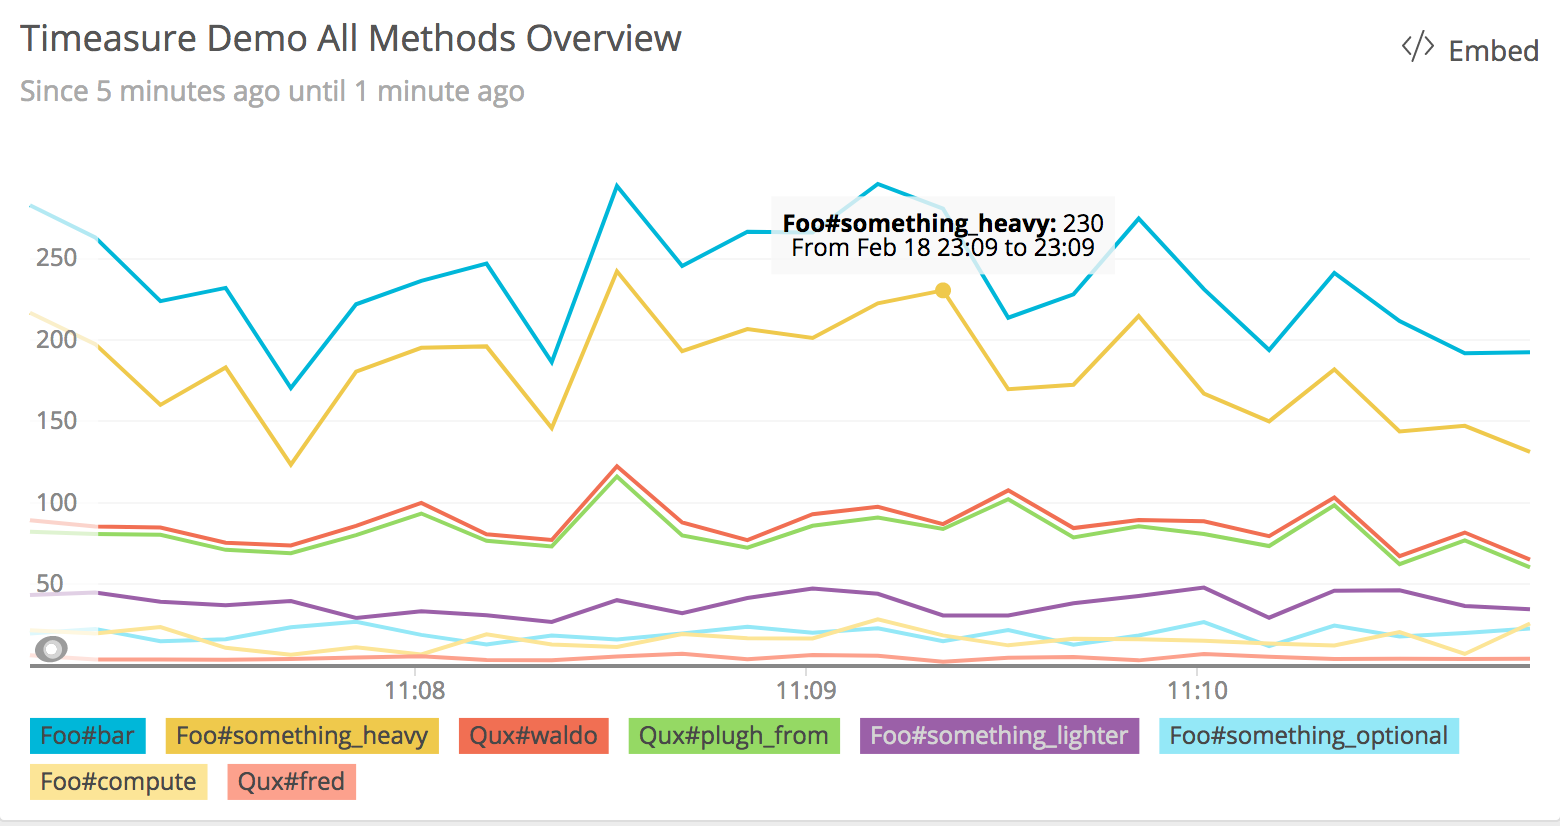 Timeasure Demo All Methods Overview
</> Embed
Since 5 minutes ago until 1 minute ago
Foo#something_heavy: 230
From Feb 18 23:09 to 23:09
250
200
150
100
50
11:08 11:09 11:10
Foo#bar Foo#something_heavy Qux#waldo Qux#plugh_from Foo#something_lighter Foo#something_optional
Foo#compute Qux#fred